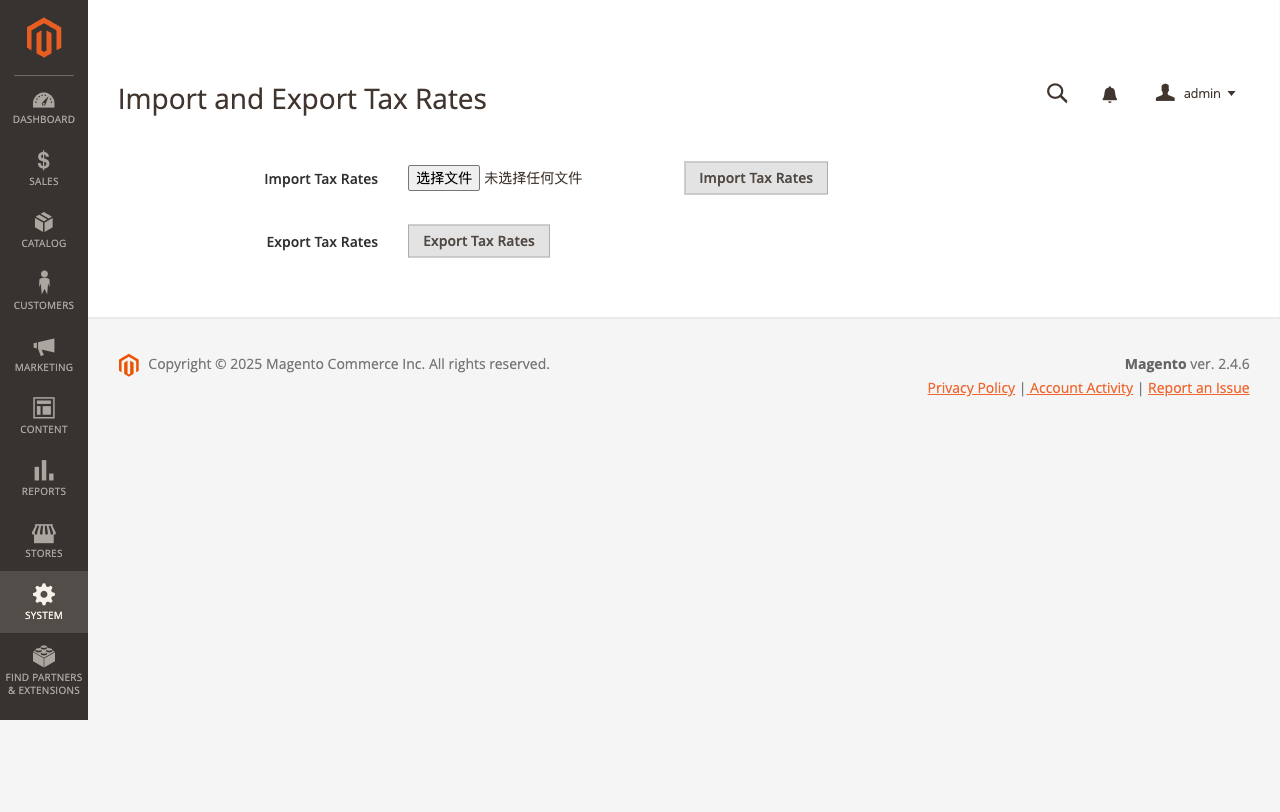 DASHBOARD
SALES
CATALOG
CUSTOMERS
MARKETING
CONTENT
REPORTS
STORES
SYSTEM
FIND PARTNERS
& EXTENSIONS
Import and Export Tax Rates
admin
Import Tax Rates 选择文件 未选择任何文件 Import Tax Rates
Export Tax Rates Export Tax Rates
Copyright © 2025 Magento Commerce Inc. All rights reserved.
Magento ver. 2.4.6
Privacy Policy | Account Activity | Report an Issue